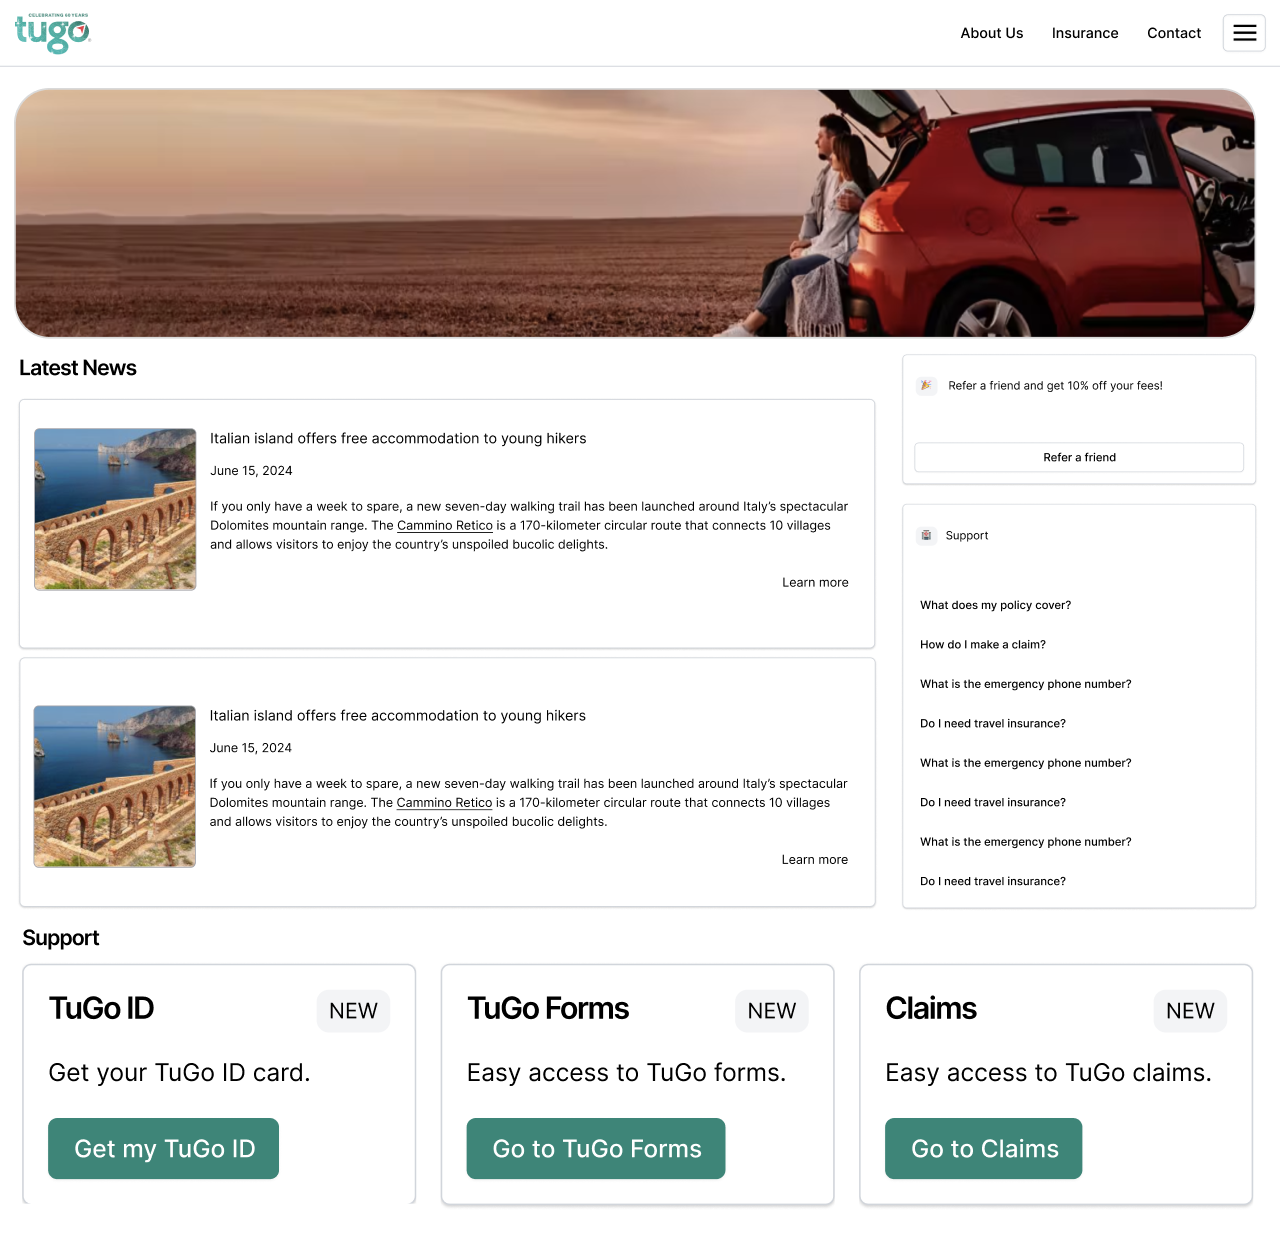 CELEBRATING 60 YEARS
tugo
About Us
Insurance
Contact
Latest News
Italian island offers free accommodation to young hikers
June 15, 2024
If you only have a week to spare, a new seven-day walking trail has been launched around Italy’s spectacular
Dolomites mountain range. The Cammino Retico is a 170-kilometer circular route that connects 10 villages
and allows visitors to enjoy the country’s unspoiled bucolic delights.
Learn more
Italian island offers free accommodation to young hikers
June 15, 2024
If you only have a week to spare, a new seven-day walking trail has been launched around Italy’s spectacular
Dolomites mountain range. The Cammino Retico is a 170-kilometer circular route that connects 10 villages
and allows visitors to enjoy the country’s unspoiled bucolic delights.
Learn more
Refer a friend and get 10% off your fees!
Refer a friend
Support
What does my policy cover?
How do I make a claim?
What is the emergency phone number?
Do I need travel insurance?
What is the emergency phone number?
Do I need travel insurance?
What is the emergency phone number?
Do I need travel insurance?
Support
TuGo ID
NEW
Get your TuGo ID card.
Get my TuGo ID
TuGo Forms
NEW
Easy access to TuGo forms.
Go to TuGo Forms
Claims
NEW
Easy access to TuGo claims.
Go to Claims